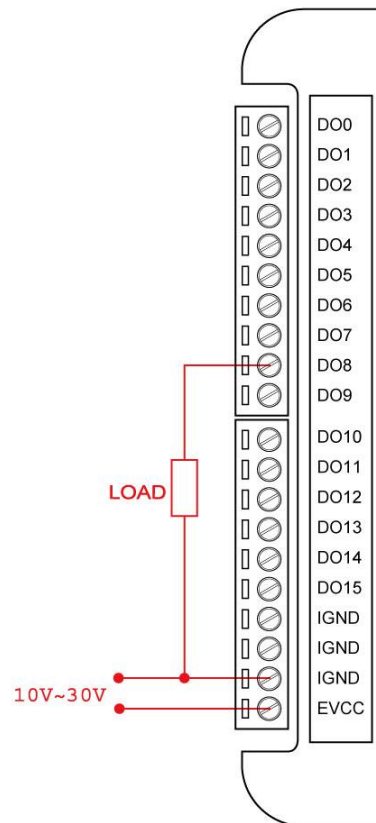 DO0
DO1
DO2
DO3
DO4
DO5
DO6
DO7
DO8
DO9
DO10
DO11
LOAD
DO12
DO13
DO14
DO15
IGND
IGND
IGND
10V~30V
EVCC